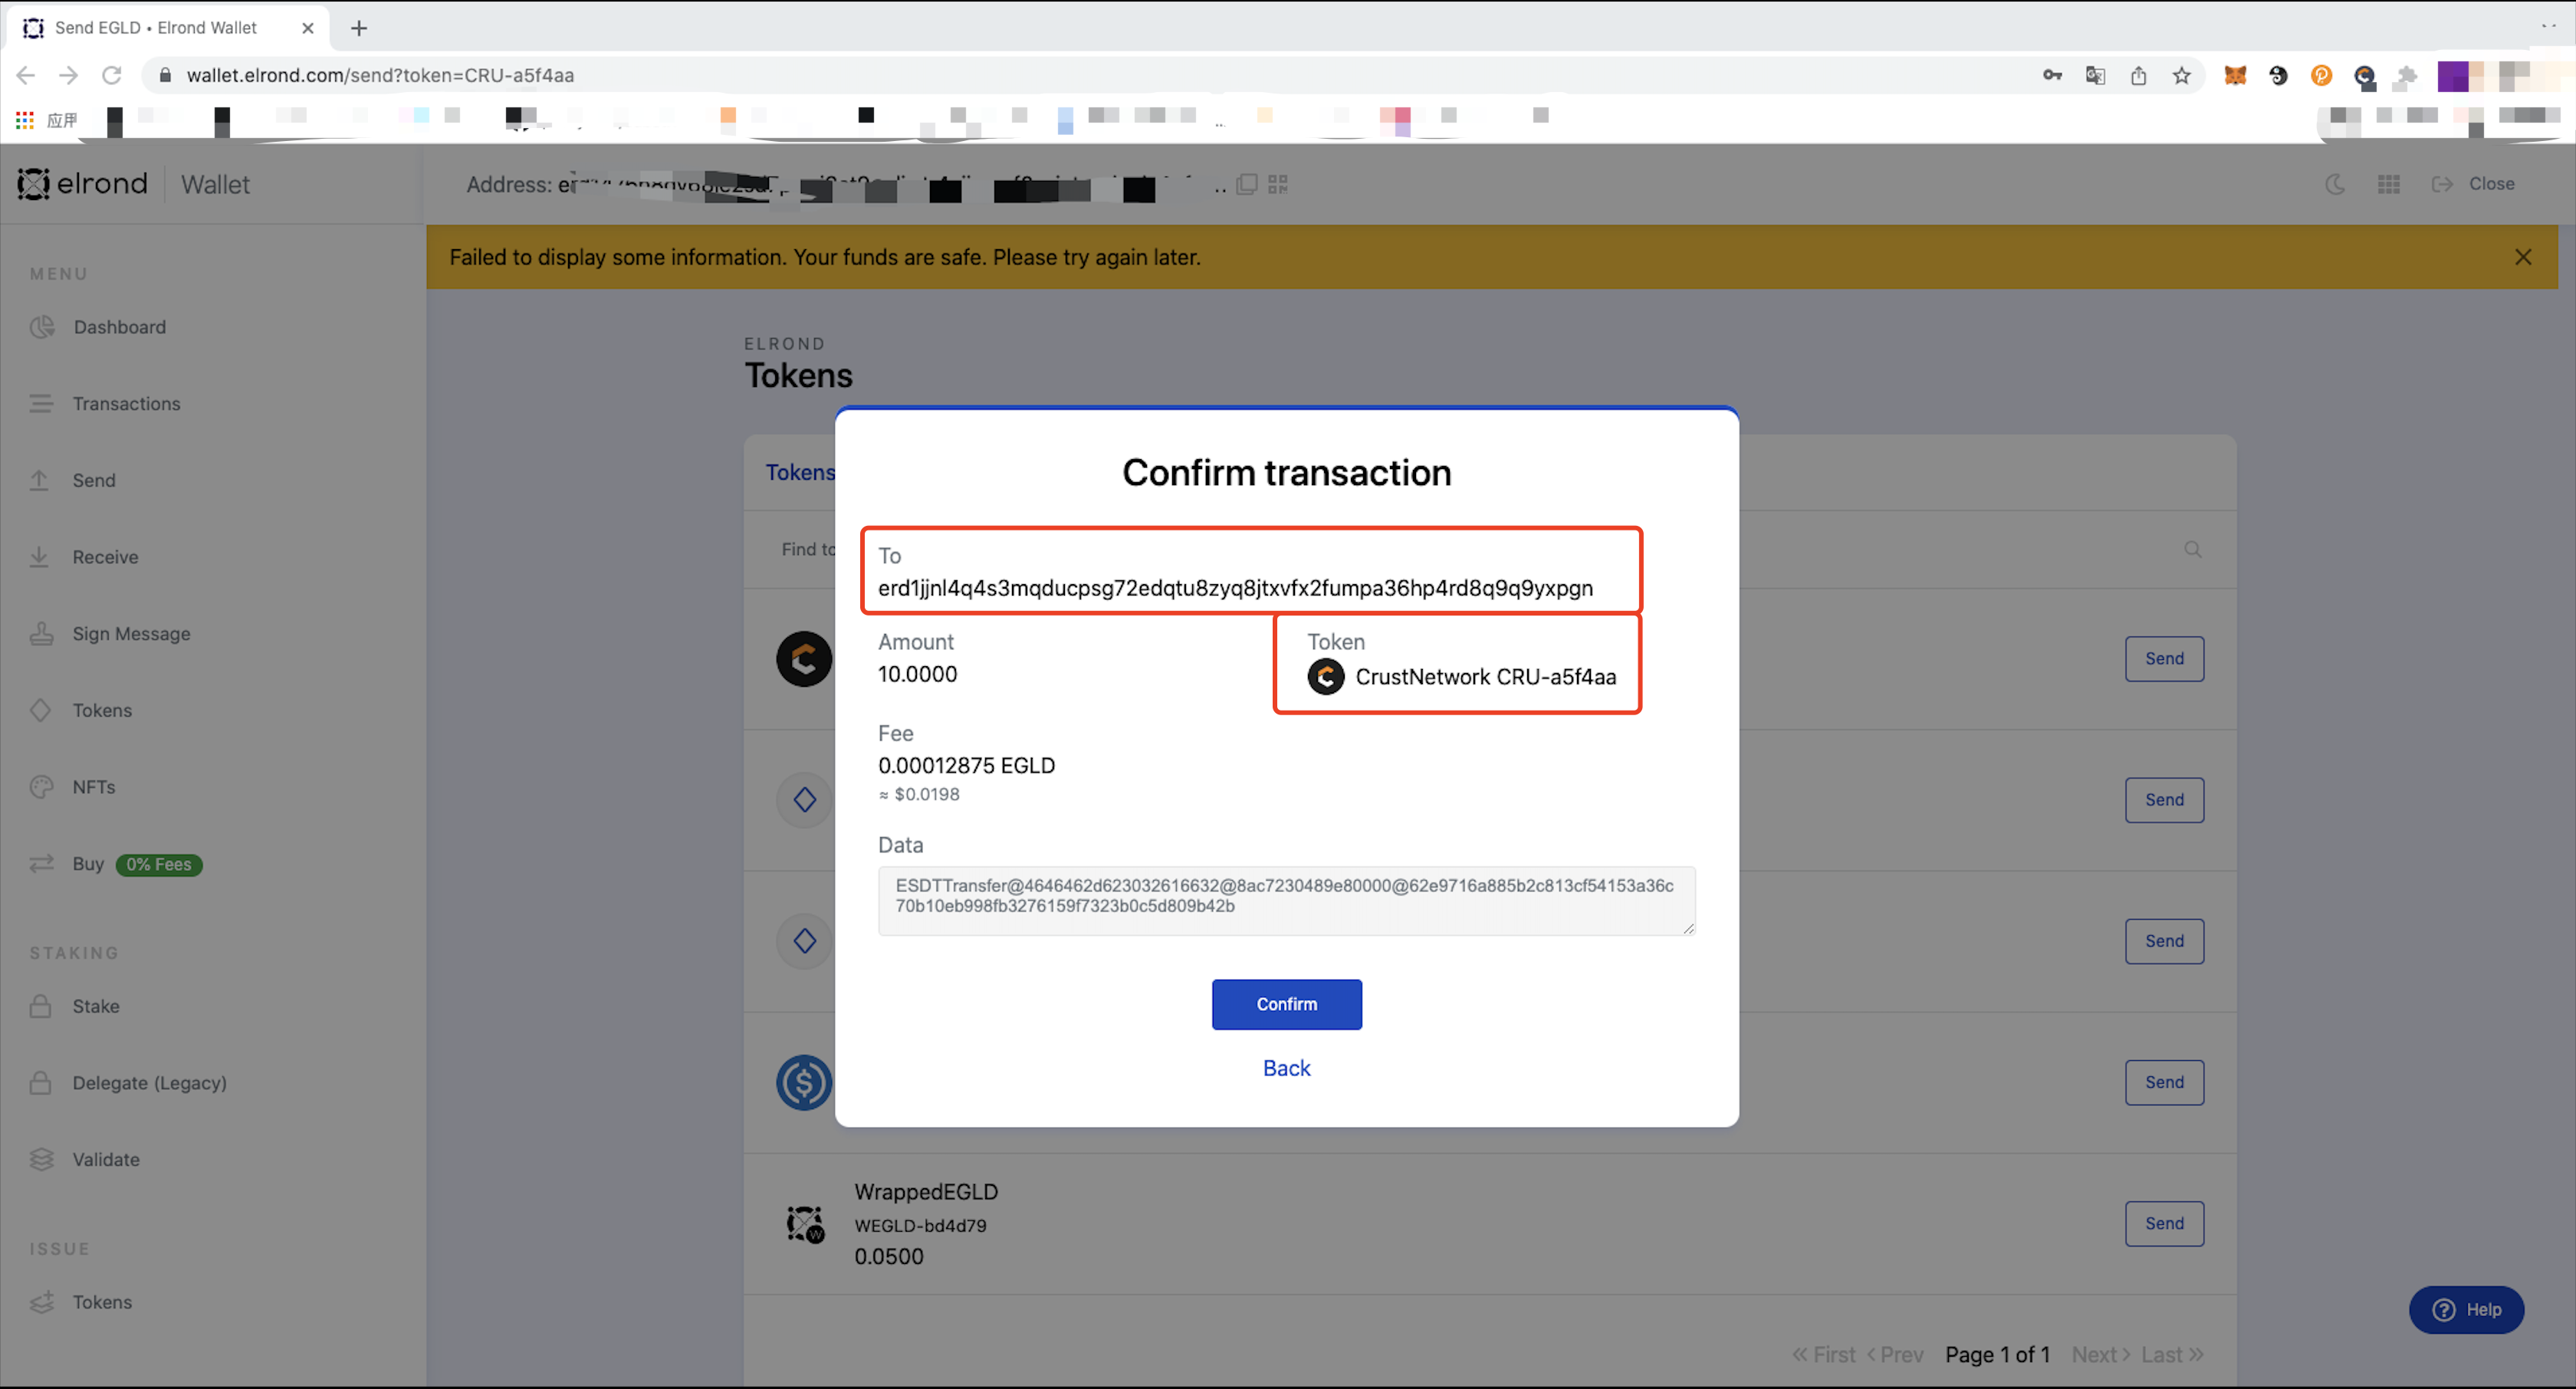 Send EGLD • Elrond Wallet
wallet.elrond.com/send?token=CRU-a5f4aa
应用
elrond Wallet
Address:
Close
Failed to display some information. Your funds are safe. Please try again later.
MENU
Dashboard
Transactions
Send
Receive
Sign Message
Tokens
NFTs
Buy 0% Fees
STAKING
Stake
Delegate (Legacy)
Validate
ISSUE
Tokens
ELROND
Tokens
Tokens
Find to
Confirm transaction
To
erd1jjnl4q4s3mqducpsg72edqtu8zyq8jtxvfx2fumpa36hp4rd8q9q9yxpgn
Amount
10.0000
Token
CrustNetwork CRU-a5f4aa
Fee
0.00012875 EGLD
≈ $0.0198
Data
ESDTTransfer@4646462d623032616632@8ac7230489e80000@62e9716a885b2c813cf54153a36c
70b10eb998fb3276159f7323b0c5d809b42b
Confirm
Back
Send
Send
Send
Send
WrappedEGLD
WEGLD-bd4d79
0.0500
Send
Help
« First ‹ Prev Page 1 of 1 Next › Last »